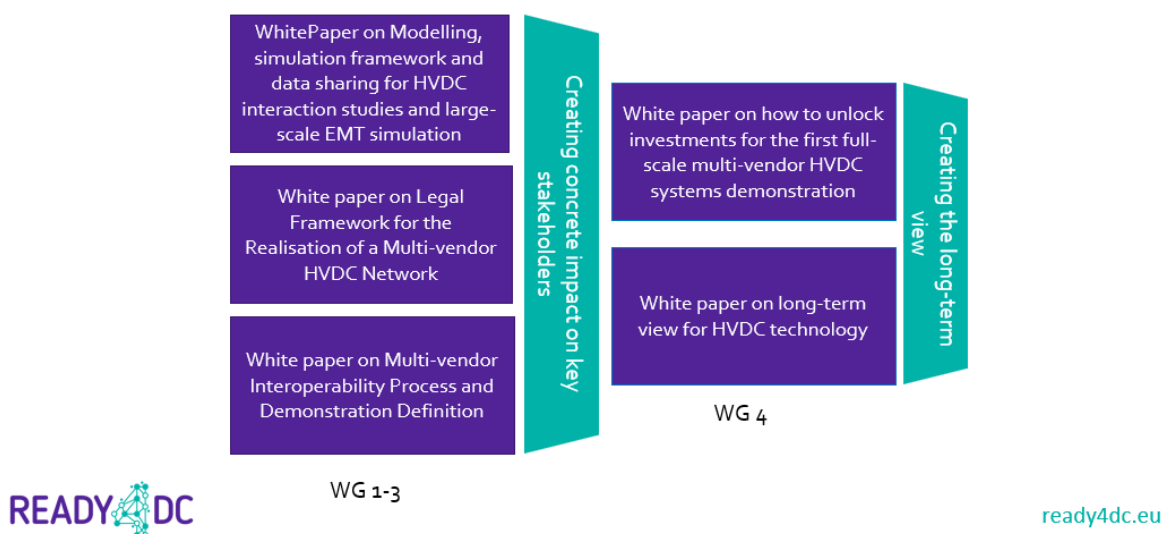 WhitePaper on Modelling,
simulation framework and
data sharing for HVDC
interaction studies and large-
scale EMT simulation
White paper on Legal
Framework for the
Realisation of a Multi-vendor
HVDC Network
White paper on Multi-vendor
Interoperability Process and
Demonstration Definition
WG 1-3
Creating concrete impact on key
stakeholders
White paper on how to unlock
investments for the first full-
scale multi-vendor HVDC
systems demonstration
White paper on long-term
view for HVDC technology
WG 4
Creating the long-term
view
READY4DC
ready4dc.eu